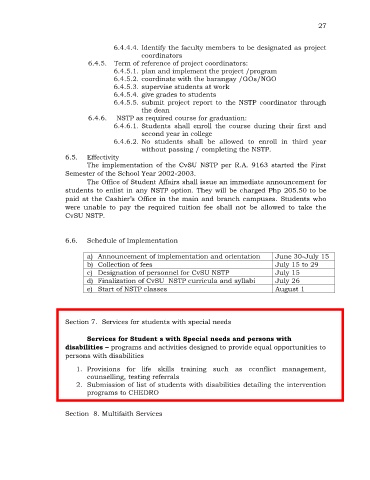 27
6.4.4.4. Identify the faculty members to be designated as project
coordinators
6.4.5. Term of reference of project coordinators:
6.4.5.1. plan and implement the project /program
6.4.5.2. coordinate with the barangay /GOs/NGO
6.4.5.3. supervise students at work
6.4.5.4. give grades to students
6.4.5.5. submit project report to the NSTP coordinator through
the dean
6.4.6. NSTP as required course for graduation:
6.4.6.1. Students shall enroll the course during their first and
second year in college
6.4.6.2. No students shall be allowed to enroll in third year
without passing / completing the NSTP.
6.5. Effectivity
The implementation of the CvSU NSTP per R.A. 9163 started the First
Semester of the School Year 2002-2003.
The Office of Student Affairs shall issue an immediate announcement for
students to enlist in any NSTP option. They will be charged Php 205.50 to be
paid at the Cashier's Office in the main and branch campuses. Students who
were unable to pay the required tuition fee shall not be allowed to take the
CvSU NSTP.
6.6. Schedule of Implementation
a) Announcement of implementation and orientation June 30-July 15
b) Collection of fees July 15 to 29
c) Designation of personnel for CvSU NSTP July 15
d) Finalization of CvSU NSTP curricula and syllabi July 26
e) Start of NSTP classes August 1
Section 7. Services for students with special needs
Services for Student s with Special needs and persons with
disabilities – programs and activities designed to provide equal opportunities to
persons with disabilities
1. Provisions for life skills training such as cconflict management,
counselling, testing referrals
2. Submission of list of students with disabilities detailing the intervention
programs to CHEDRO
Section 8. Multifaith Services